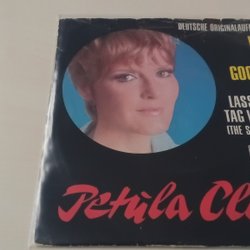 DEUTSCHE ORIGINALAUF
GOO
LASS
TAG
(THE S
Petula Cl